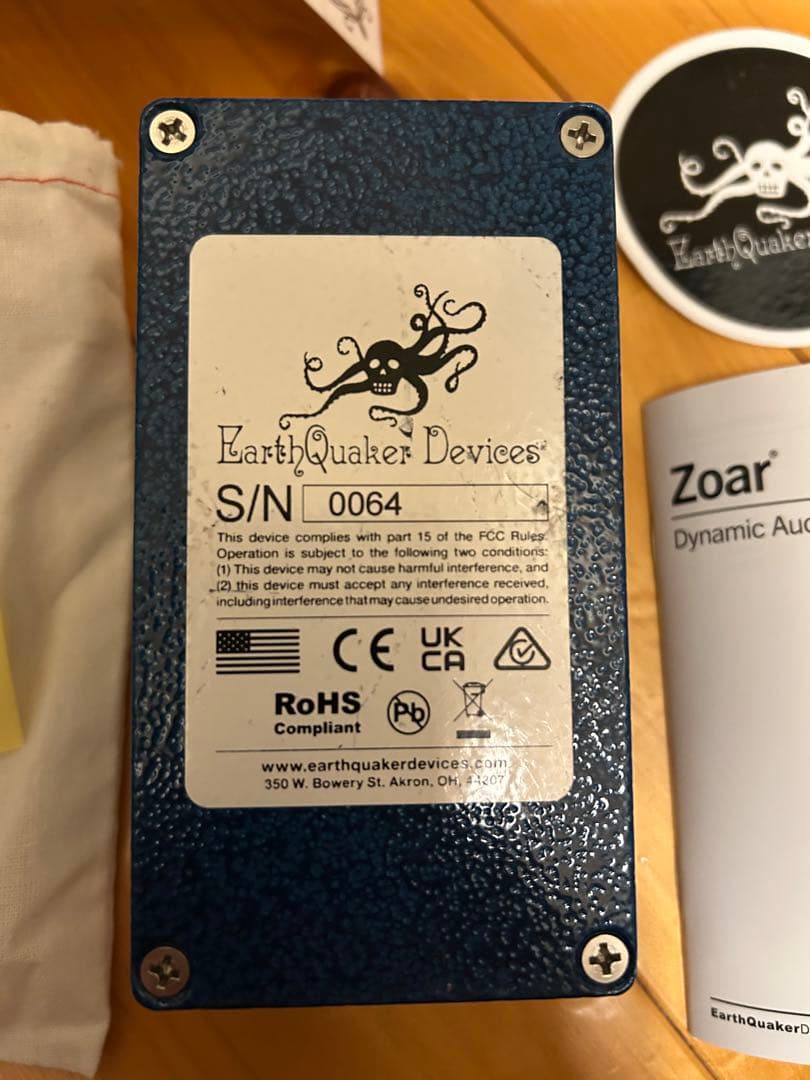 EarthQuaker Devices
S/N 0064
This device complies with part 15 of the FCC Rules.
Operation is subject to the following two conditions:
(1) This device may not cause harmful interference, and
(2) this device must accept any interference received,
including interference that may cause undesired operation.
CE
UK
CA
RoHS
Compliant
Pb
www.earthquakerdevices.com
350 W. Bowery St. Akron, OH, 44307
EarthQuaker
Zoar®
Dynamic Aud
EarthQuakerD